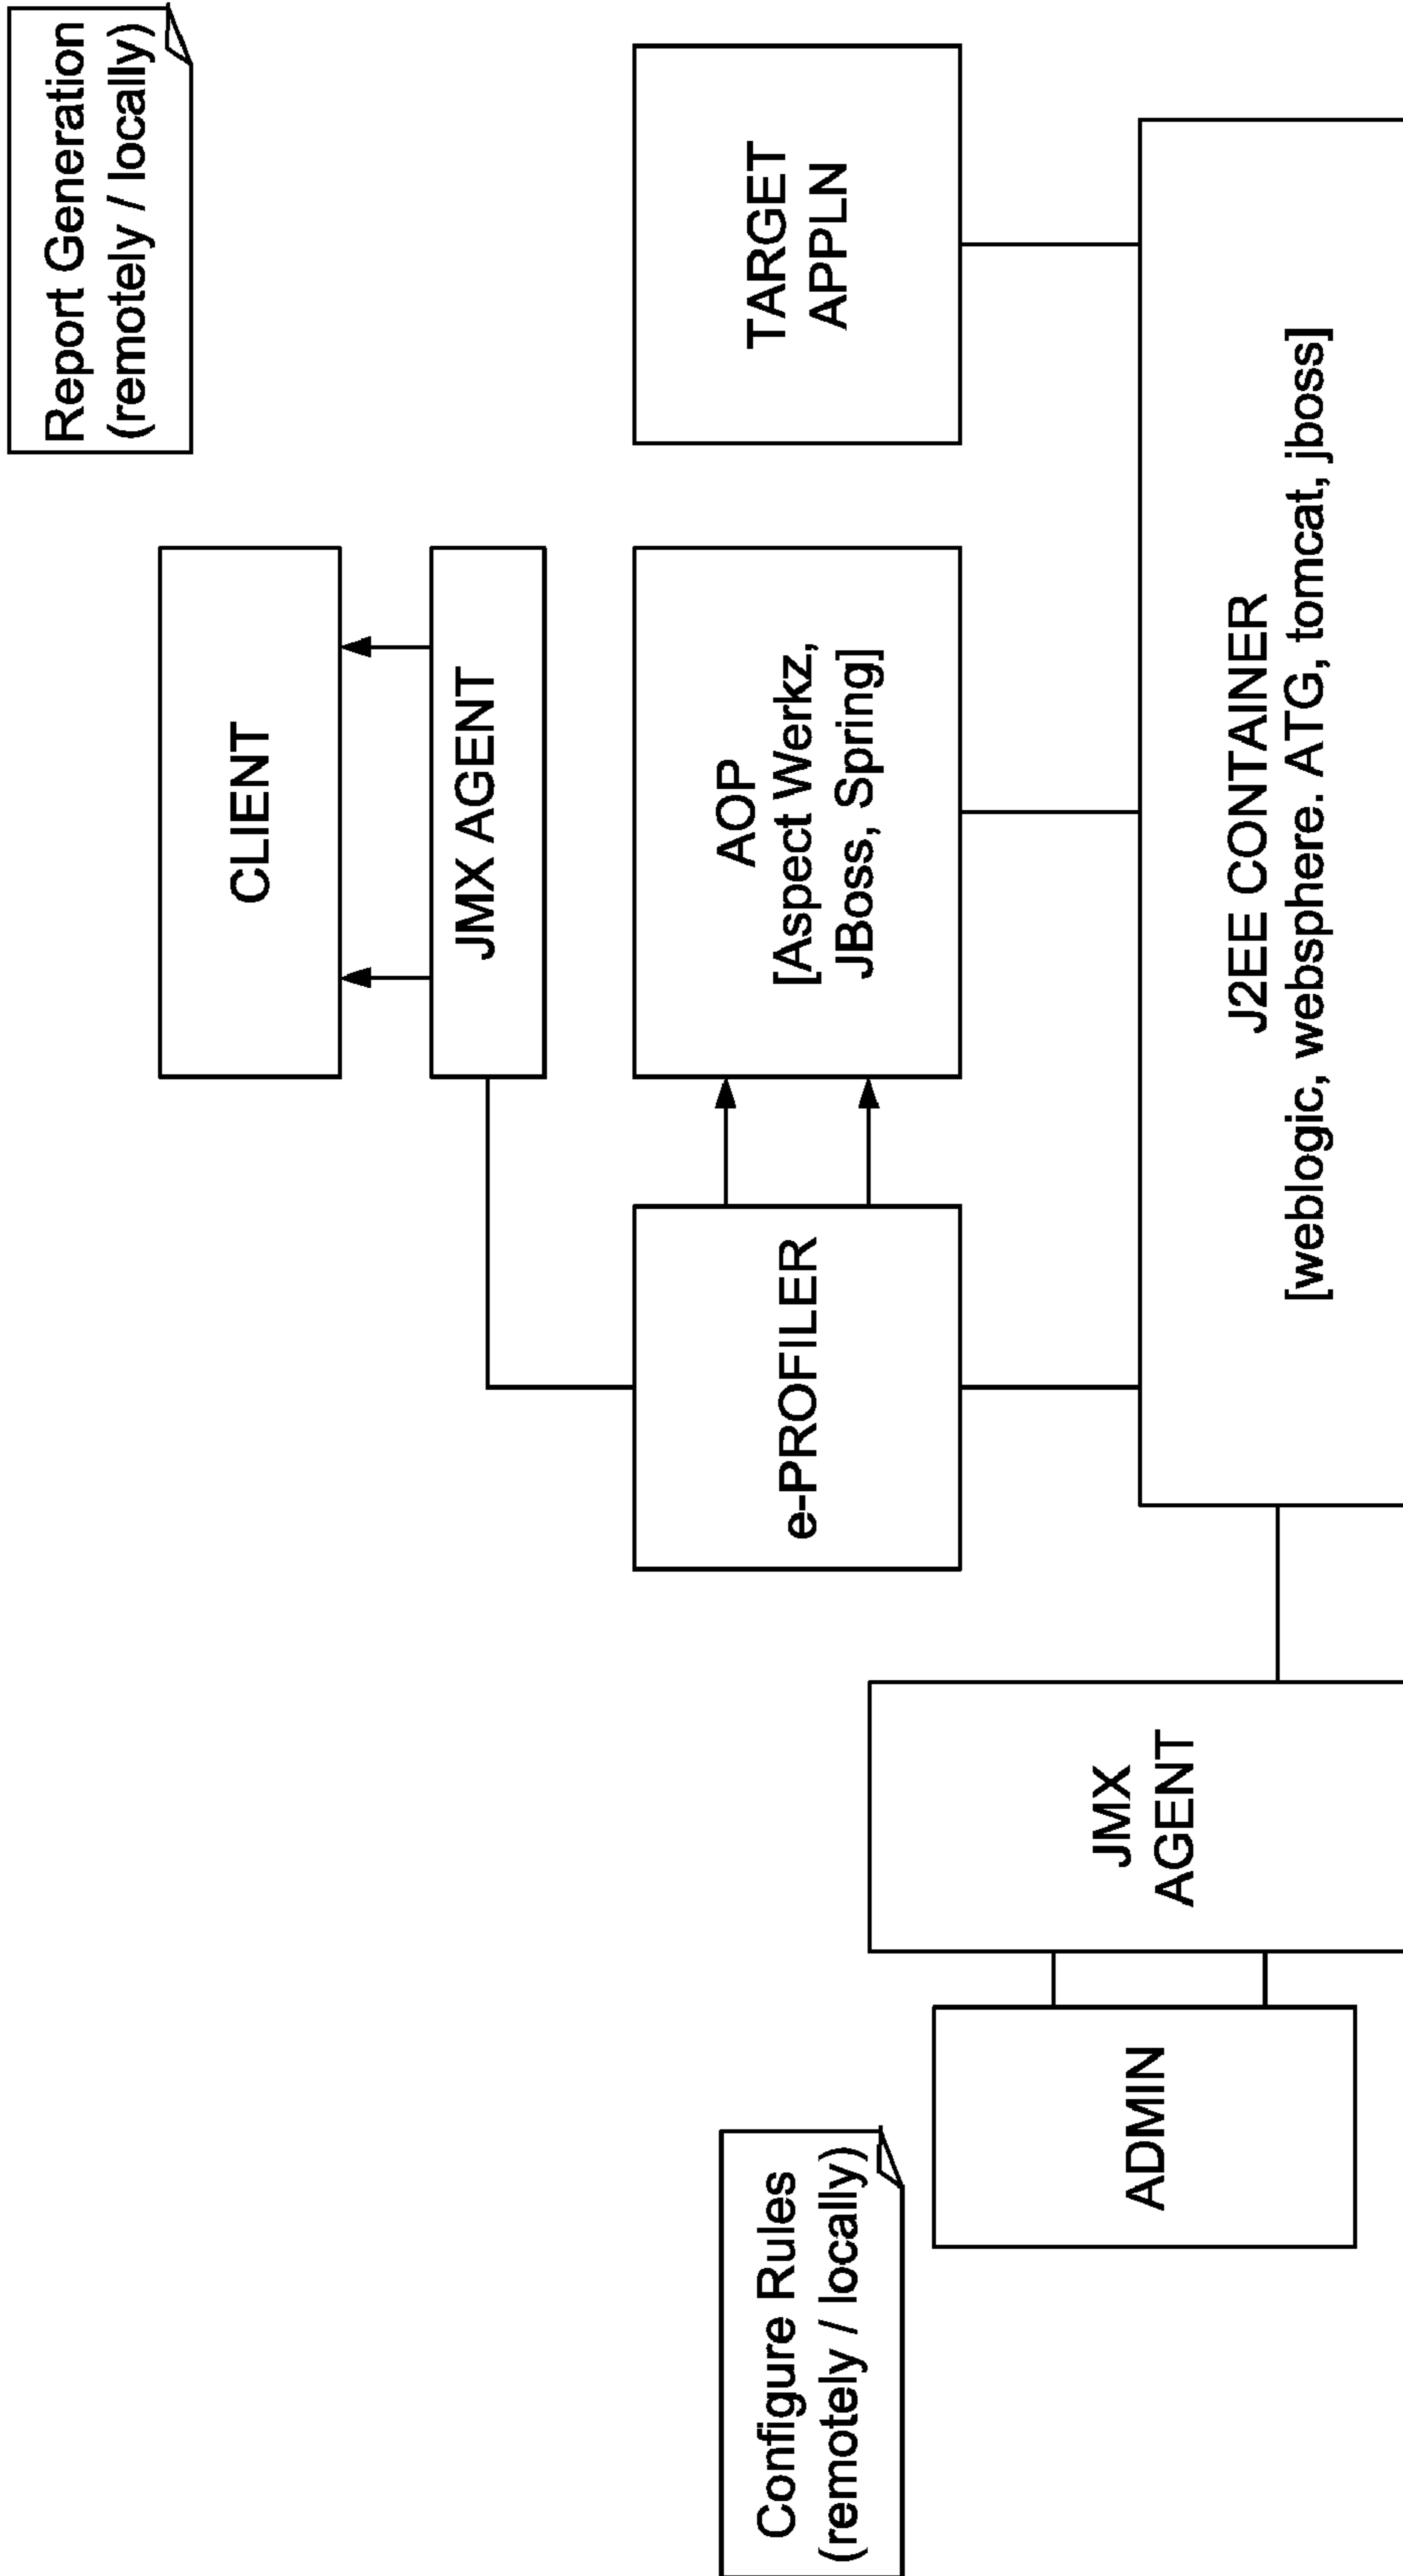 Report Generation
(remotely / locally)
CLIENT
JMX AGENT
Configure Rules
(remotely / locally)
e-PROFILER
AOP
[Aspect Werkz,
JBoss, Spring]
TARGET
APPLN
ADMIN
JMX
AGENT
J2EE CONTAINER
[weblogic, websphere. ATG, tomcat, jboss]